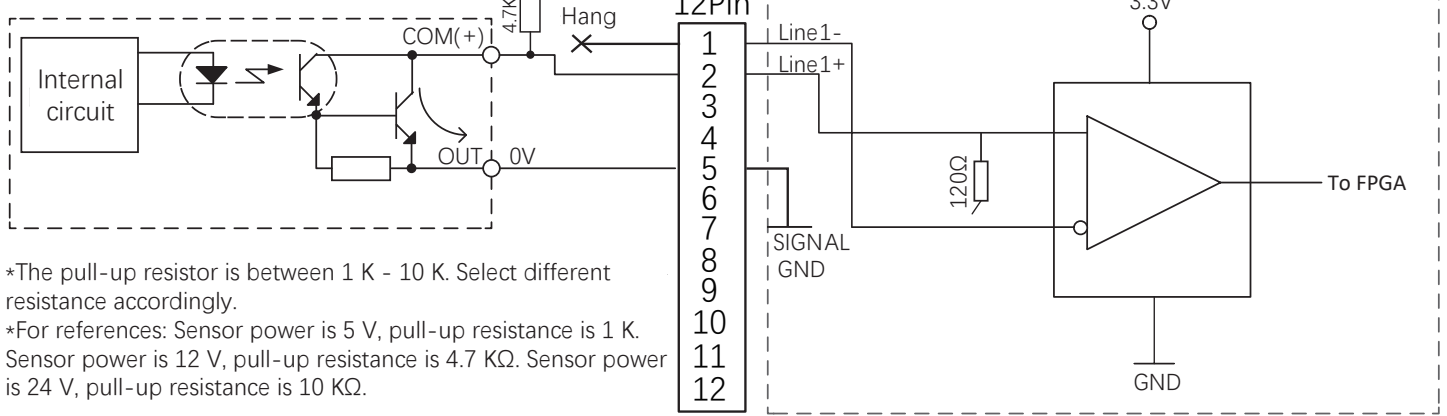 12Pin
3.3V
4.7K
Hang
COM(+)
Internal
circuit
OUT
0V
1
2
3
4
5
6
7
8
9
10
11
12
Line1-
Line1+
120Ω
To FPGA
SIGNAL
GND
GND
*The pull-up resistor is between 1 K - 10 K. Select different
resistance accordingly.
*For references: Sensor power is 5 V, pull-up resistance is 1 K.
Sensor power is 12 V, pull-up resistance is 4.7 KΩ. Sensor power
is 24 V, pull-up resistance is 10 KΩ.